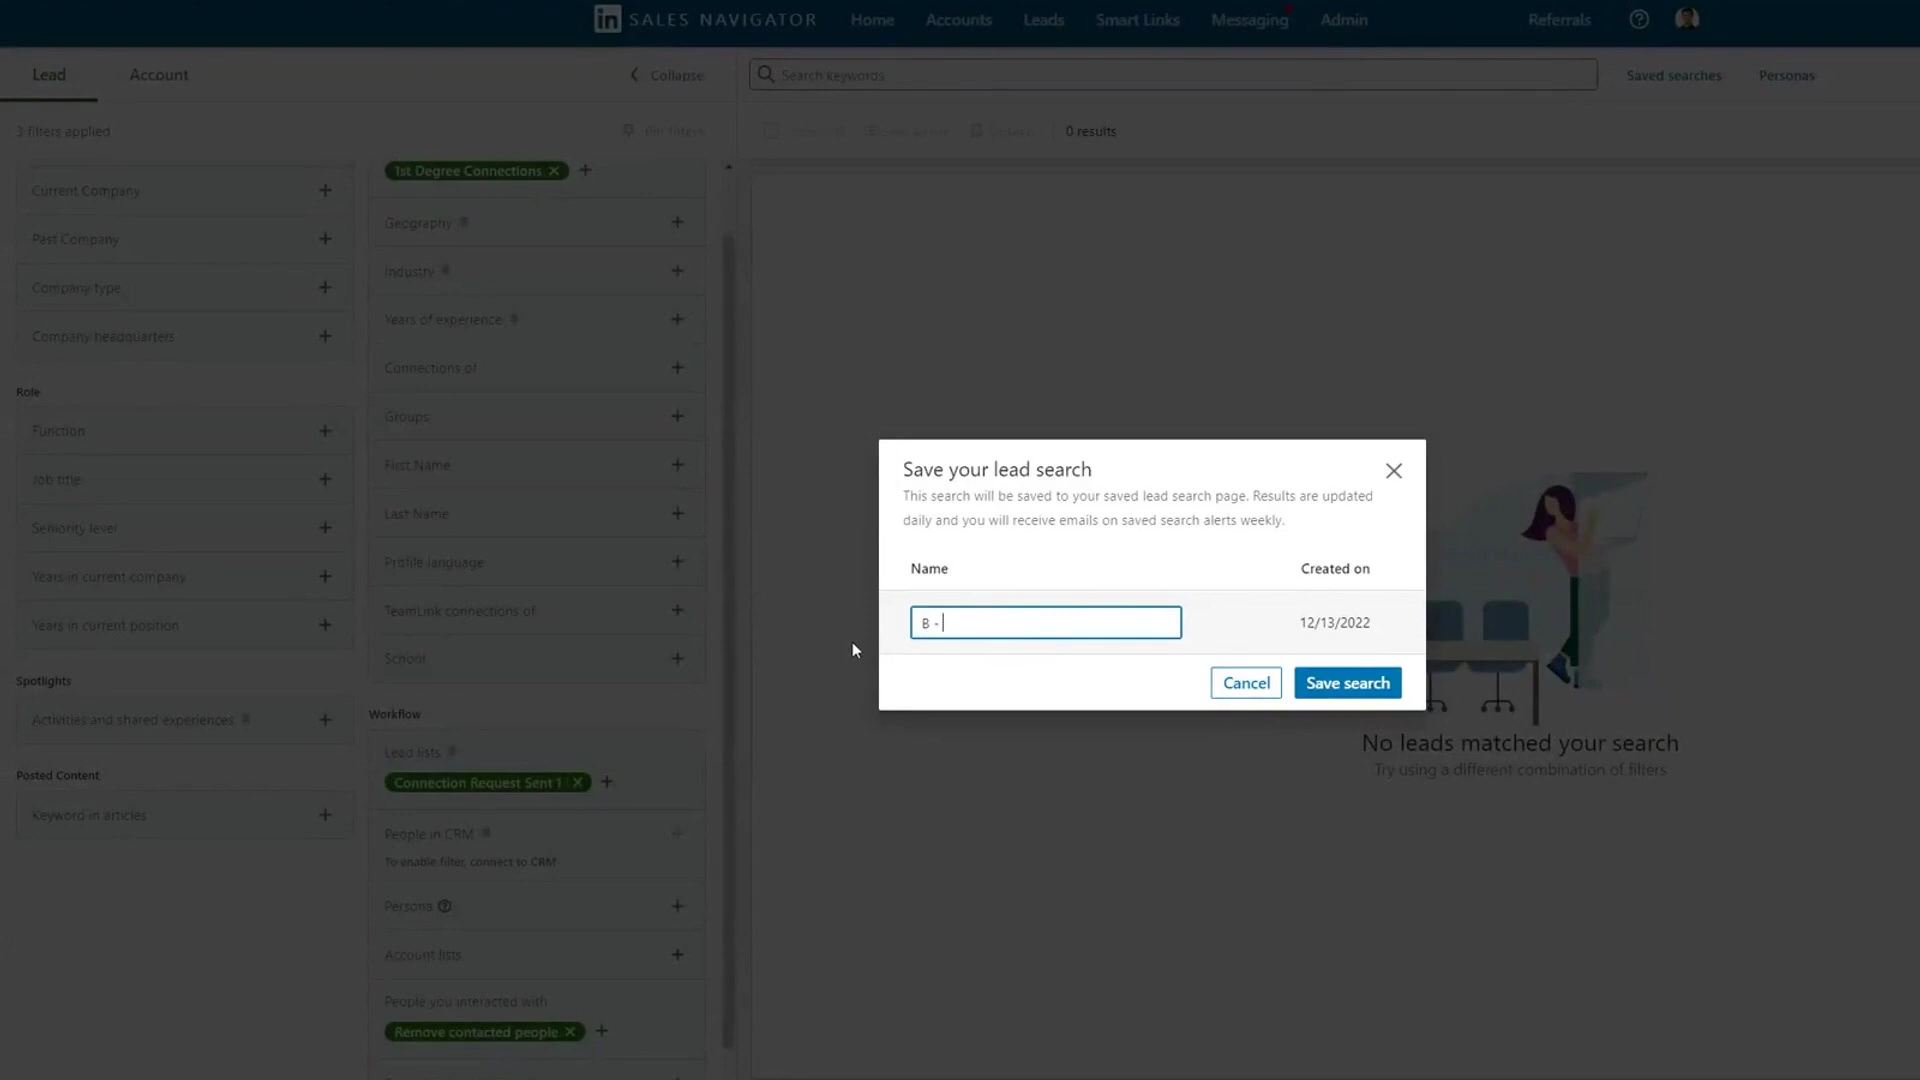 in SALES NAVIGATOR
Home
Accounts
Leads
Smart Links
Messaging
Admin
Referrals
Lead
Account
Collapse
Search keywords
Saved searches
Personas
3 filters applied
Pin filters
0 results
Current Company
Past Company
Company type
Company headquarters
Role
Function
Job title
Seniority level
Years in current company
Years in current position
Spotlights
Activities and shared experiences
Posted Content
Keyword in articles
1st Degree Connections
Geography
Industry
Years of experience
Connections of
Groups
First Name
Last Name
Profile language
TeamLink connections of
School
Workflow
Lead lists
Connection Request Sent 1
People in CRM
To enable filter, connect to CRM
Persona
Account lists
People you interacted with
Remove contacted people
Save your lead search
This search will be saved to your saved lead search page. Results are updated
daily and you will receive emails on saved search alerts weekly.
Name
Created on
B -
12/13/2022
Cancel
Save search
No leads matched your search
Try using a different combination of filters